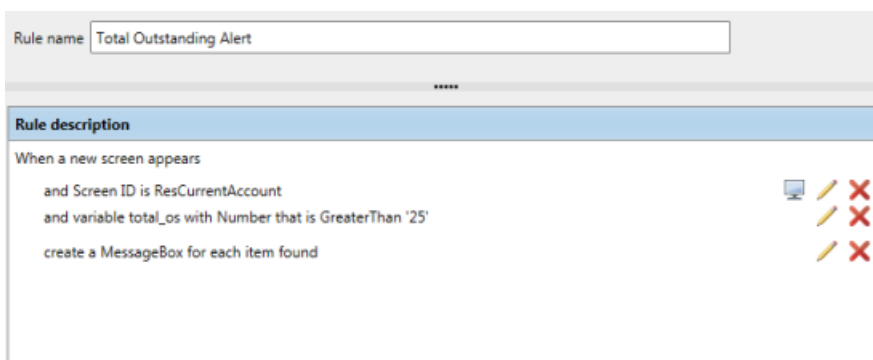 Rule name Total Outstanding Alert
Rule description
When a new screen appears
and Screen ID is ResCurrentAccount
and variable total_os with Number that is GreaterThan '25'
create a MessageBox for each item found